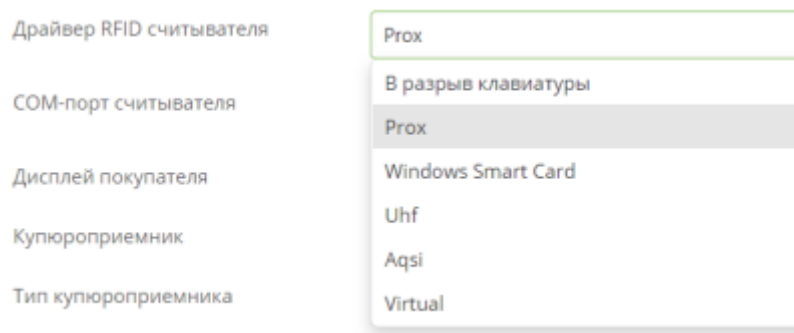 Драйвер RFID считывателя
Prox
В разрыв клавиатуры
COM-порт считывателя
Prox
Windows Smart Card
Дисплей покупателя
Uhf
Купюроприемник
Aqsi
Тип купюроприемника
Virtual